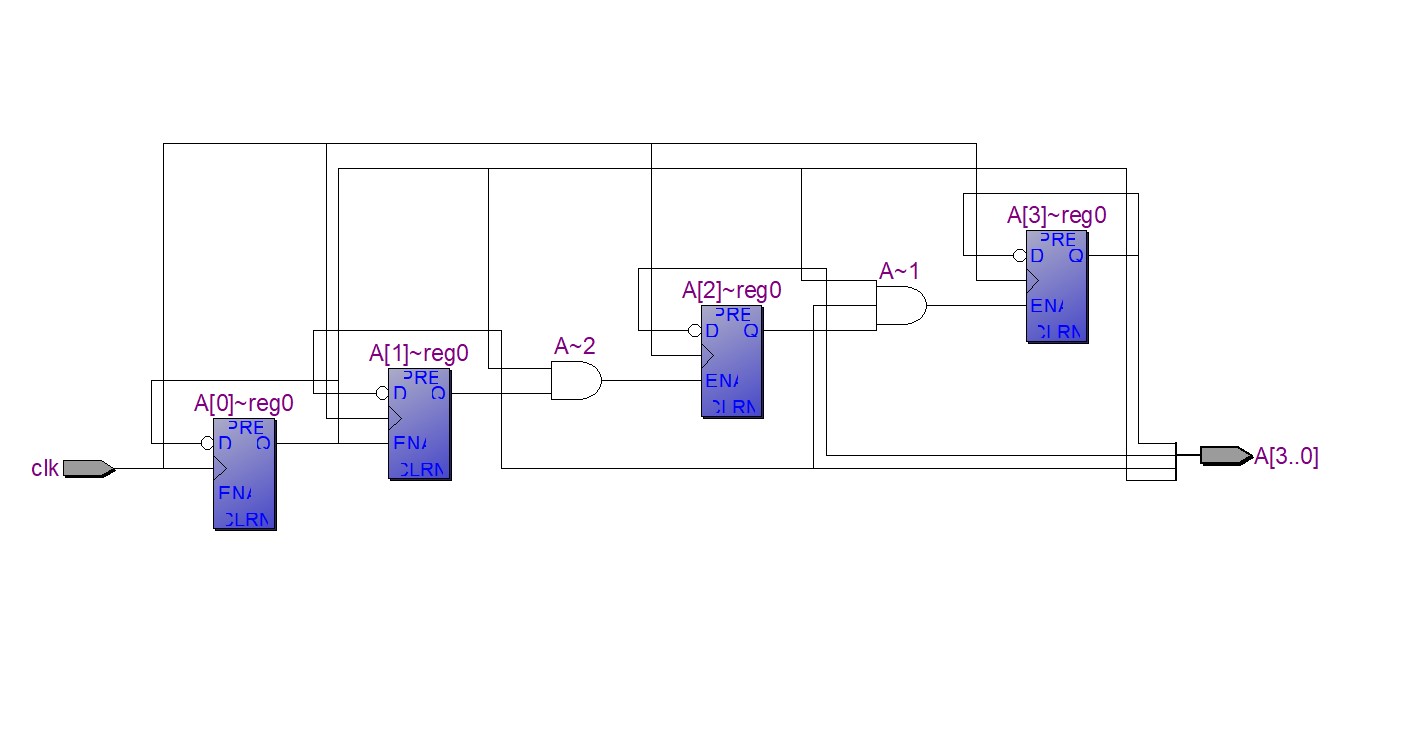 A[3]~reg0
PRE
D Q
ENA
CLRN
A~1
A[2]~reg0
PRE
D Q
ENA
CLRN
A~2
A[1]~reg0
PRE
D Q
ENA
CLRN
A[0]~reg0
PRE
D Q
ENA
CLRN
clk
A[3..0]